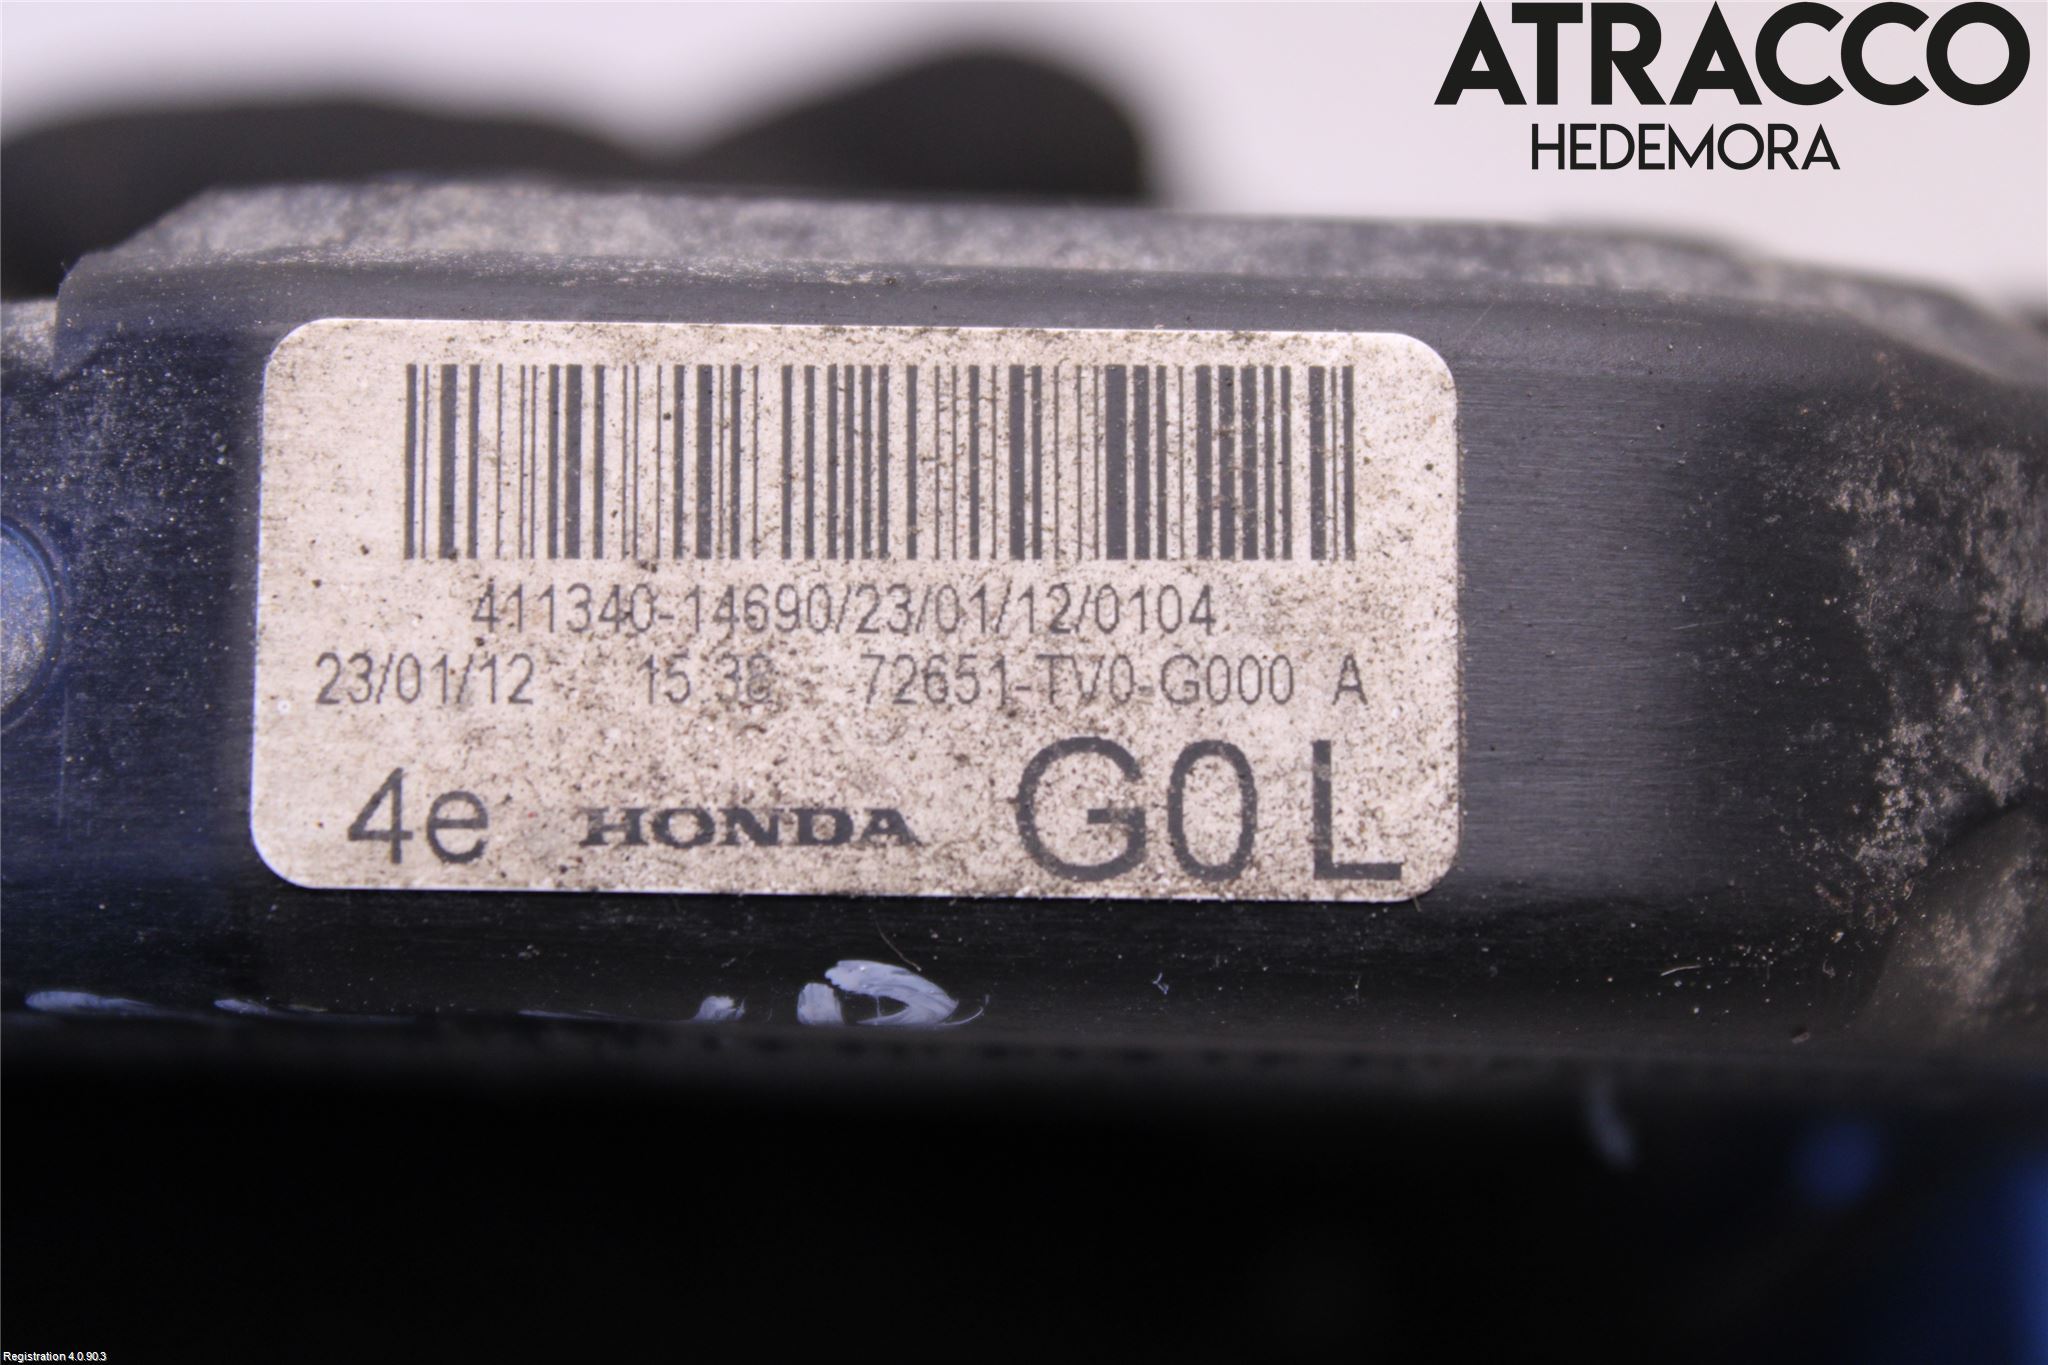 ATRACCO
HEDEMORA
411340-14690/23/01/12/0104
23/01/12 15:38 72651-TV0-G000 A
4e HONDA G0L
Registration 4.0.90.3